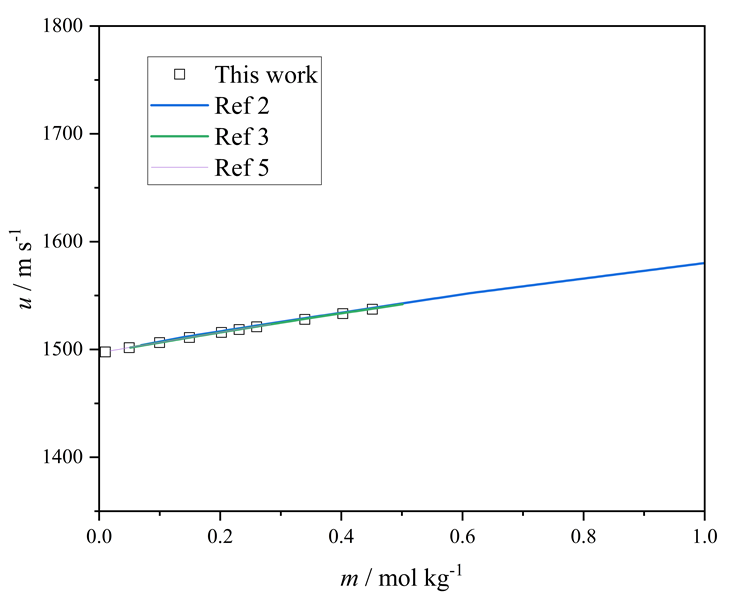 1800
1700
1600
1500
1400
u / m s⁻¹
This work
Ref 2
Ref 3
Ref 5
0.0 0.2 0.4 0.6 0.8 1.0
m / mol kg⁻¹